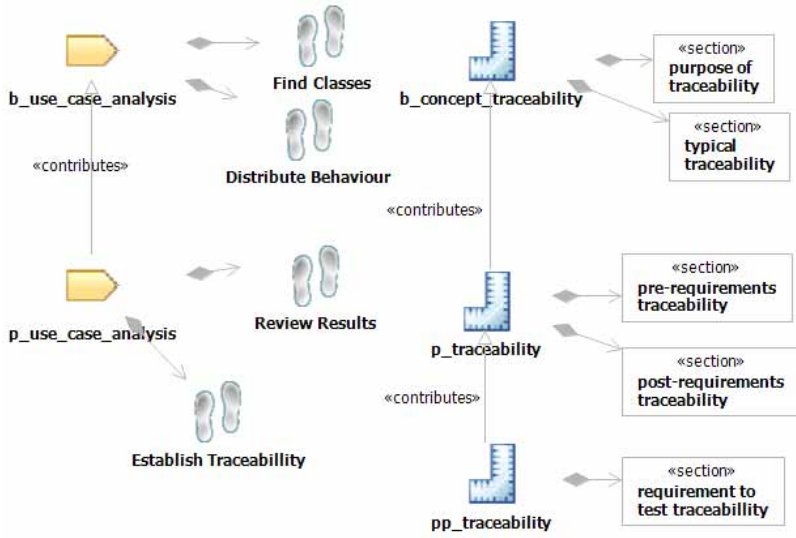 b_use_case_analysis
Find Classes
Distribute Behaviour
«contributes»
p_use_case_analysis
Review Results
Establish Traceabillity
b_concept_traceability
«section»
purpose of
traceability
«section»
typical
traceability
«contributes»
p_traceability
«section»
pre-requirements
traceability
«section»
post-requirements
traceability
«contributes»
pp_traceability
«section»
requirement to
test traceabillity